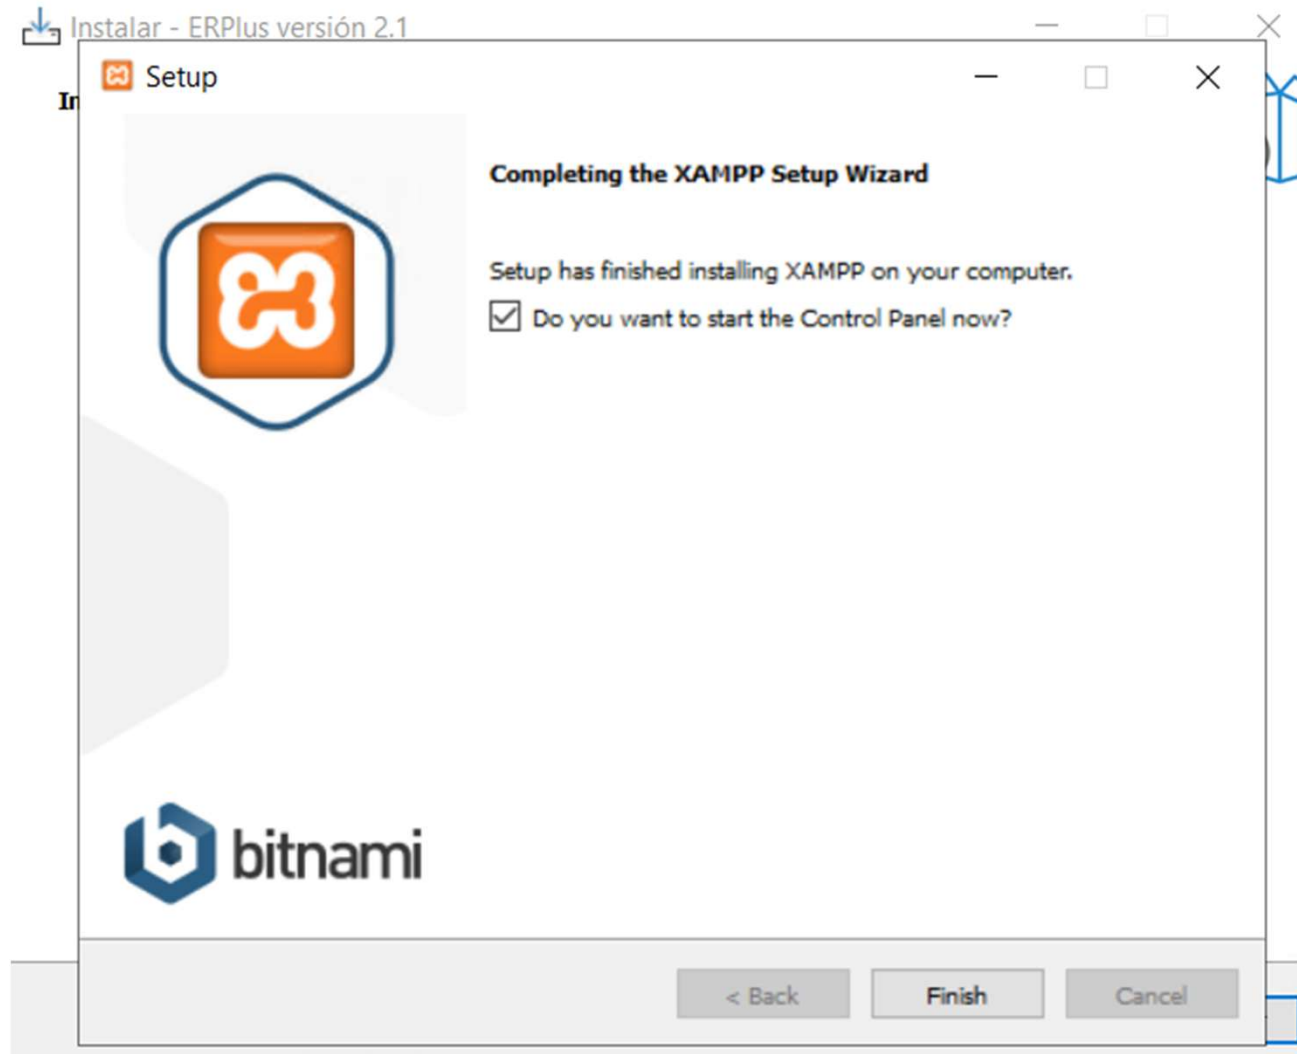 Instalar - ERPlus versión 2.1
Setup
Completing the XAMPP Setup Wizard
Setup has finished installing XAMPP on your computer.
Do you want to start the Control Panel now?
bitnami
< Back
Finish
Cancel